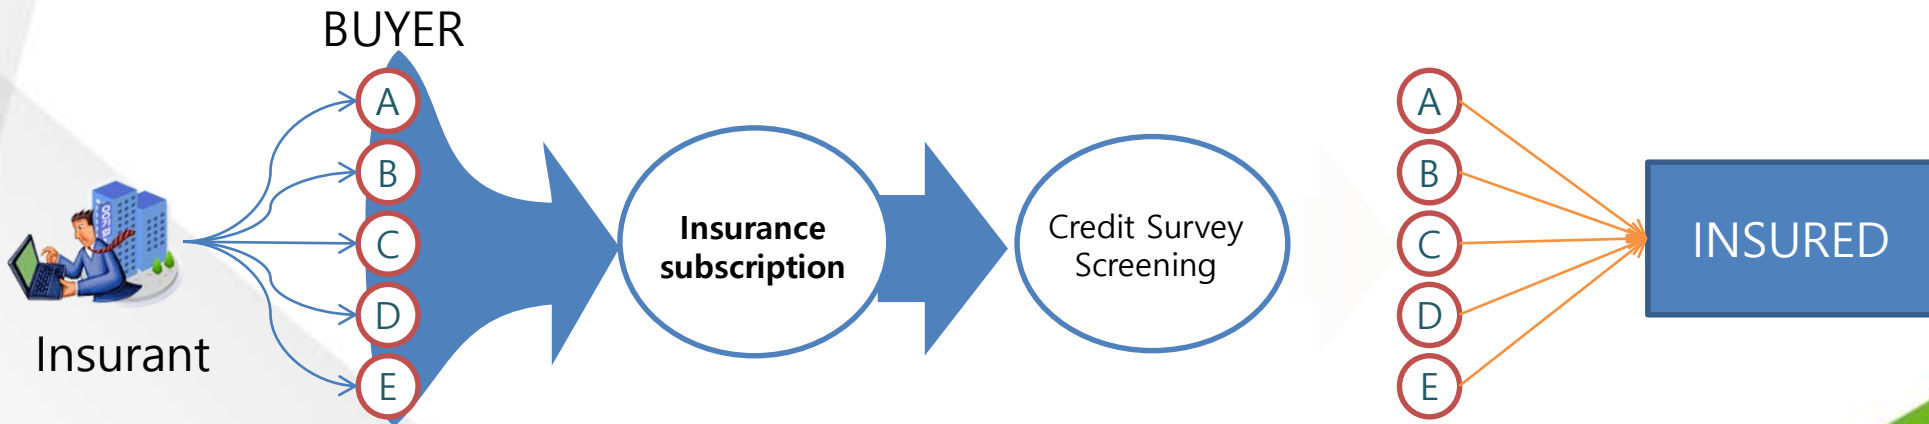 BUYER
A
B
C
D
E
Insurant
Insurance
subscription
Credit Survey
Screening
A
B
C
D
E
INSURED